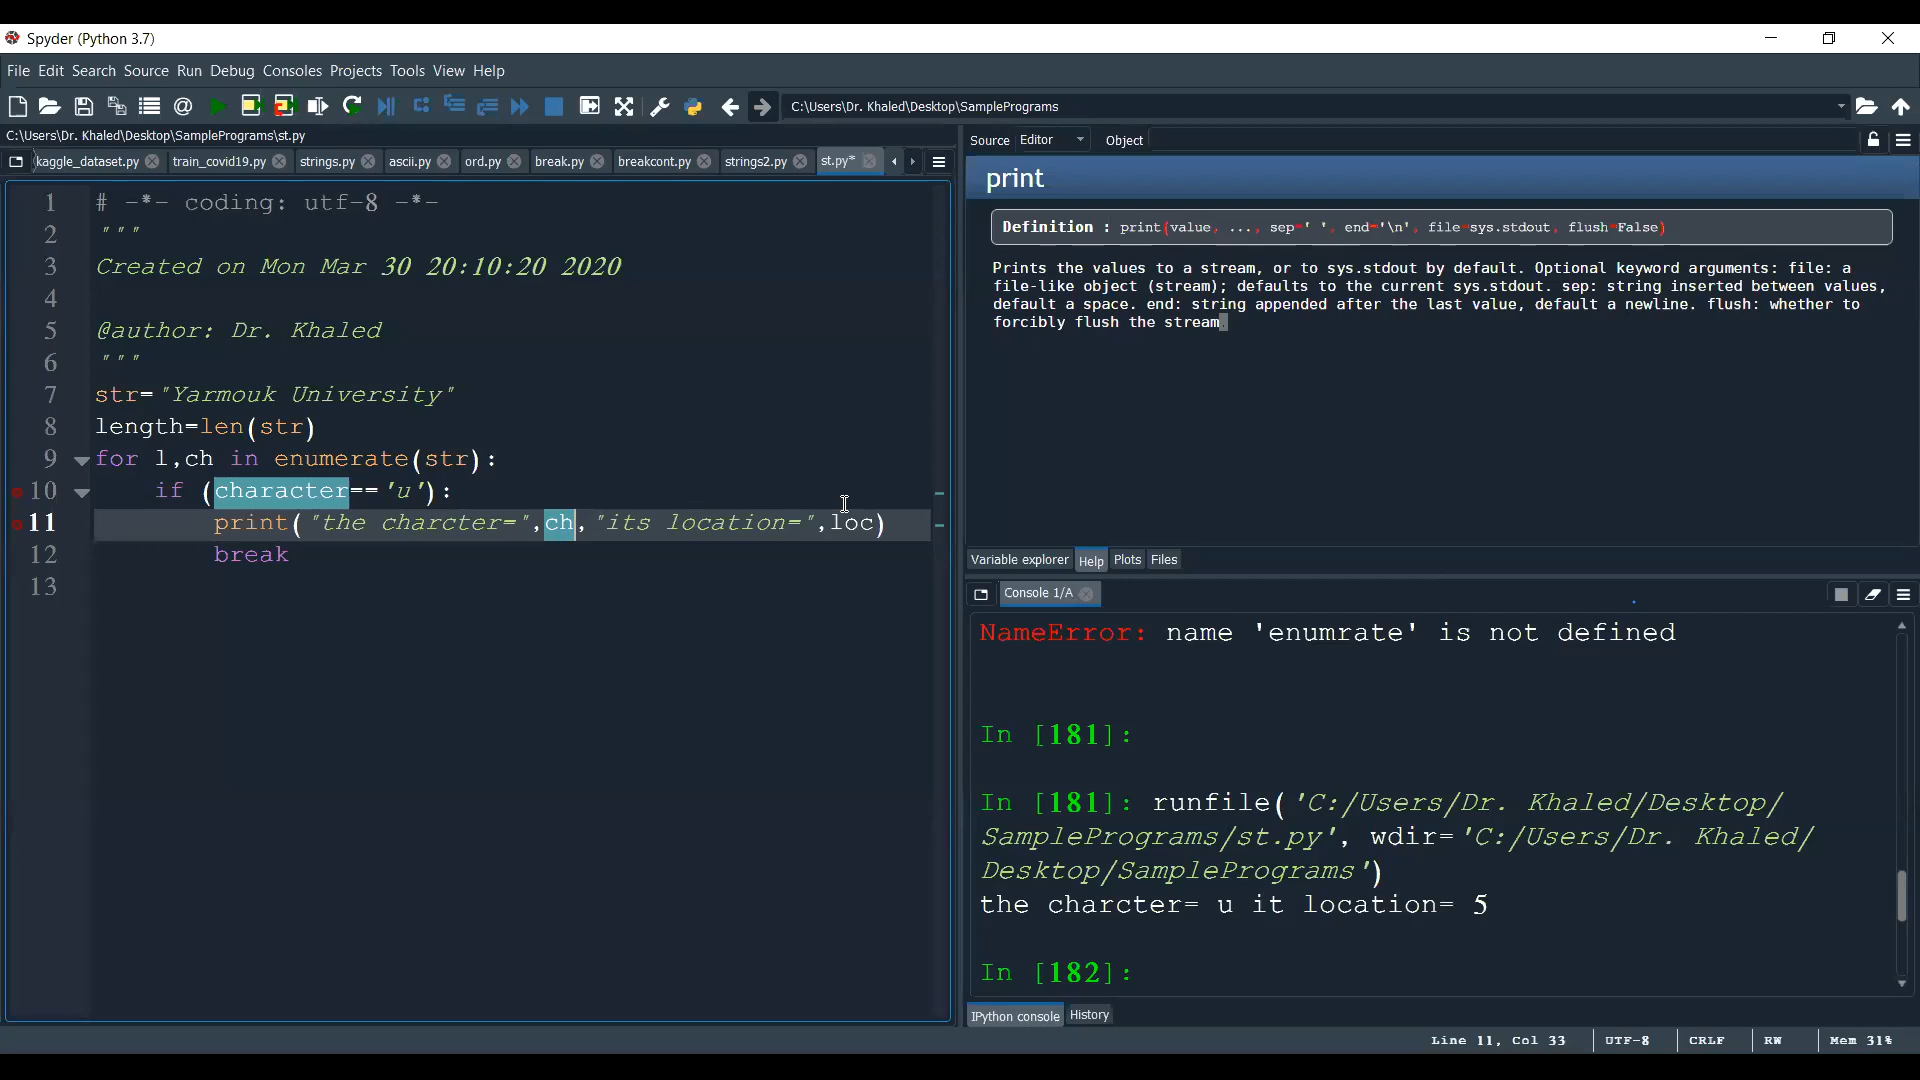 Spyder (Python 3.7)
File Edit Search Source Run Debug Consoles Projects Tools View Help
C:\Users\Dr. Khaled\Desktop\SamplePrograms
C:\Users\Dr. Khaled\Desktop\SamplePrograms\st.py
kaggle_dataset.py train_covid19.py strings.py ascii.py ord.py break.py breakcont.py strings2.py st.py*
1 # -*- coding: utf-8 -*-
2 """
3 Created on Mon Mar 30 20:10:20 2020
4
5 @author: Dr. Khaled
6 """
7 str="Yarmouk University"
8 length=len(str)
9 for l,ch in enumerate(str):
10 if (character=='u'):
11 print("the charcter=",ch,"its location=",loc)
12 break
13
Source Editor Object
print
Definition : print(value, ..., sep=' ', end='\n', file=sys.stdout, flush=False)
Prints the values to a stream, or to sys.stdout by default. Optional keyword arguments: file: a
file-like object (stream); defaults to the current sys.stdout. sep: string inserted between values,
default a space. end: string appended after the last value, default a newline. flush: whether to
forcibly flush the stream.
Variable explorer Help Plots Files
Console 1/A
NameError: name 'enumrate' is not defined
In [181]:
In [181]: runfile('C:/Users/Dr. Khaled/Desktop/
SamplePrograms/st.py', wdir='C:/Users/Dr. Khaled/
Desktop/SamplePrograms')
the charcter= u it location= 5
In [182]:
IPython console History
Line 11, Col 33 UTF-8 CRLF RW Mem 31%